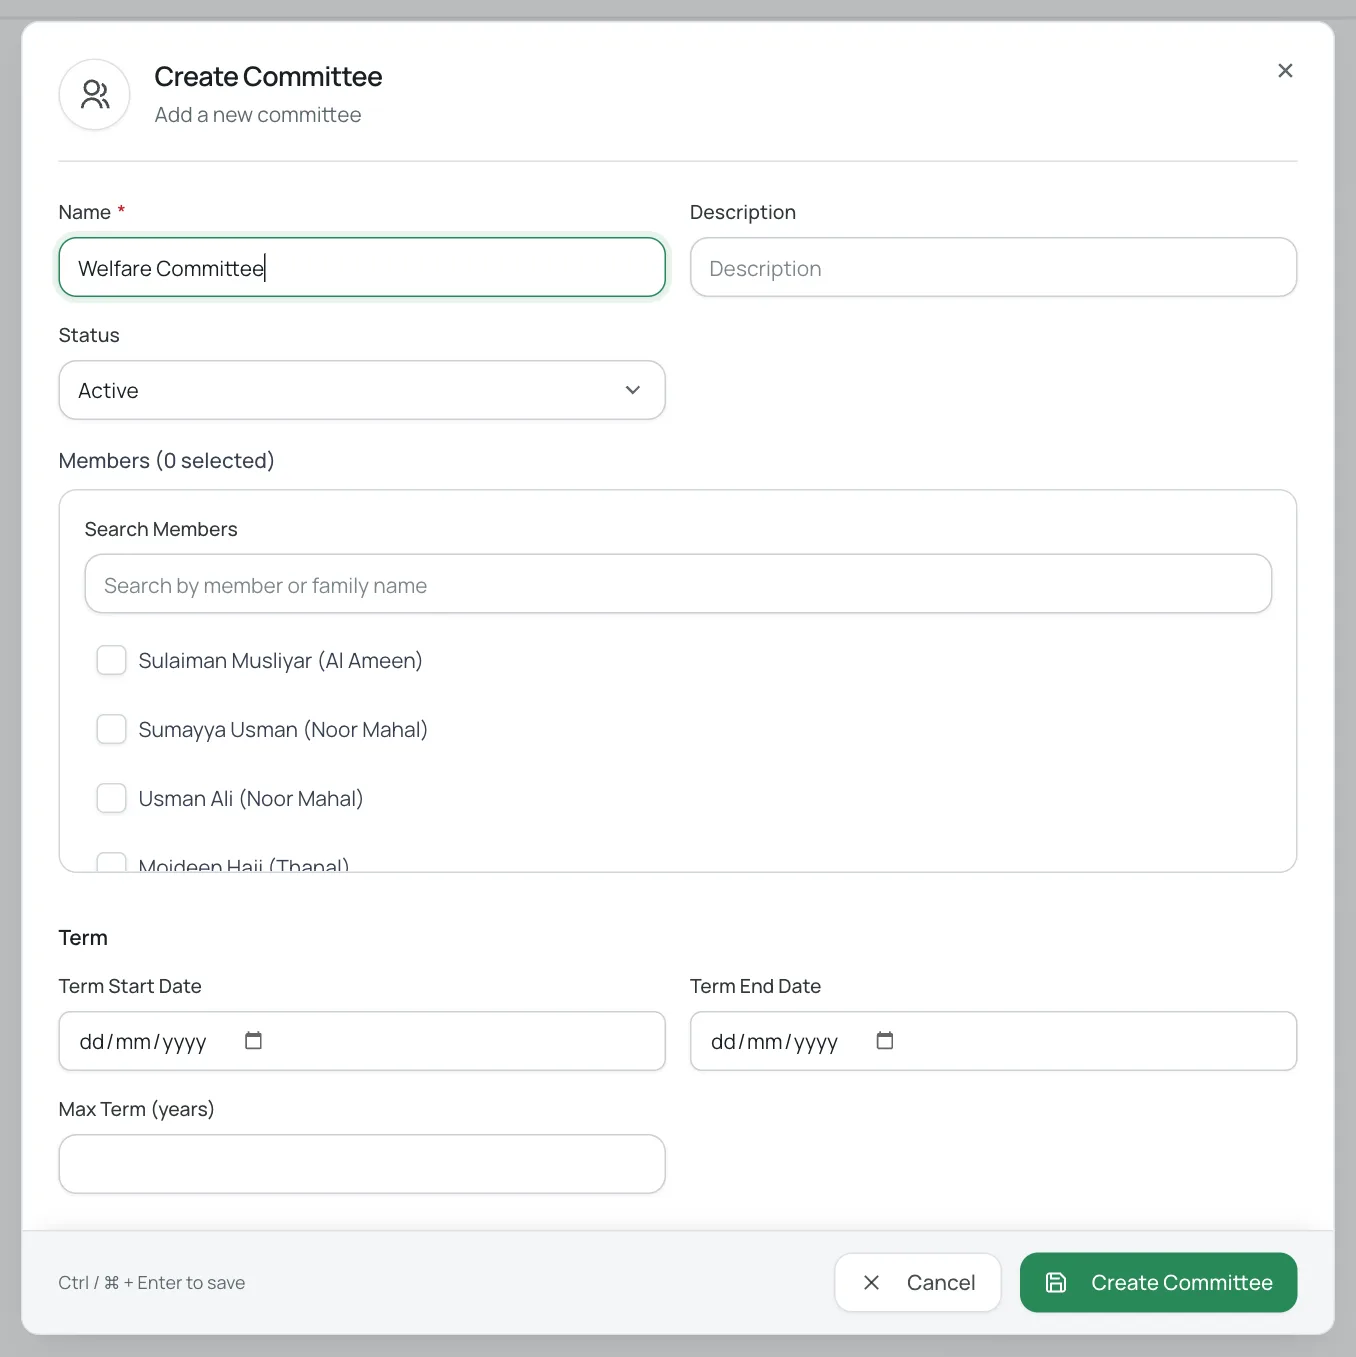 Create Committee
Add a new committee
Name *
Description
Welfare Committee
Description
Status
Active
Members (0 selected)
Search Members
Search by member or family name
Sulaiman Musliyar (Al Ameen)
Sumayya Usman (Noor Mahal)
Usman Ali (Noor Mahal)
Moideen Haji (Thanal)
Term
Term Start Date
Term End Date
dd/mm/yyyy
dd/mm/yyyy
Max Term (years)
Ctrl / ⌘ + Enter to save
Cancel
Create Committee